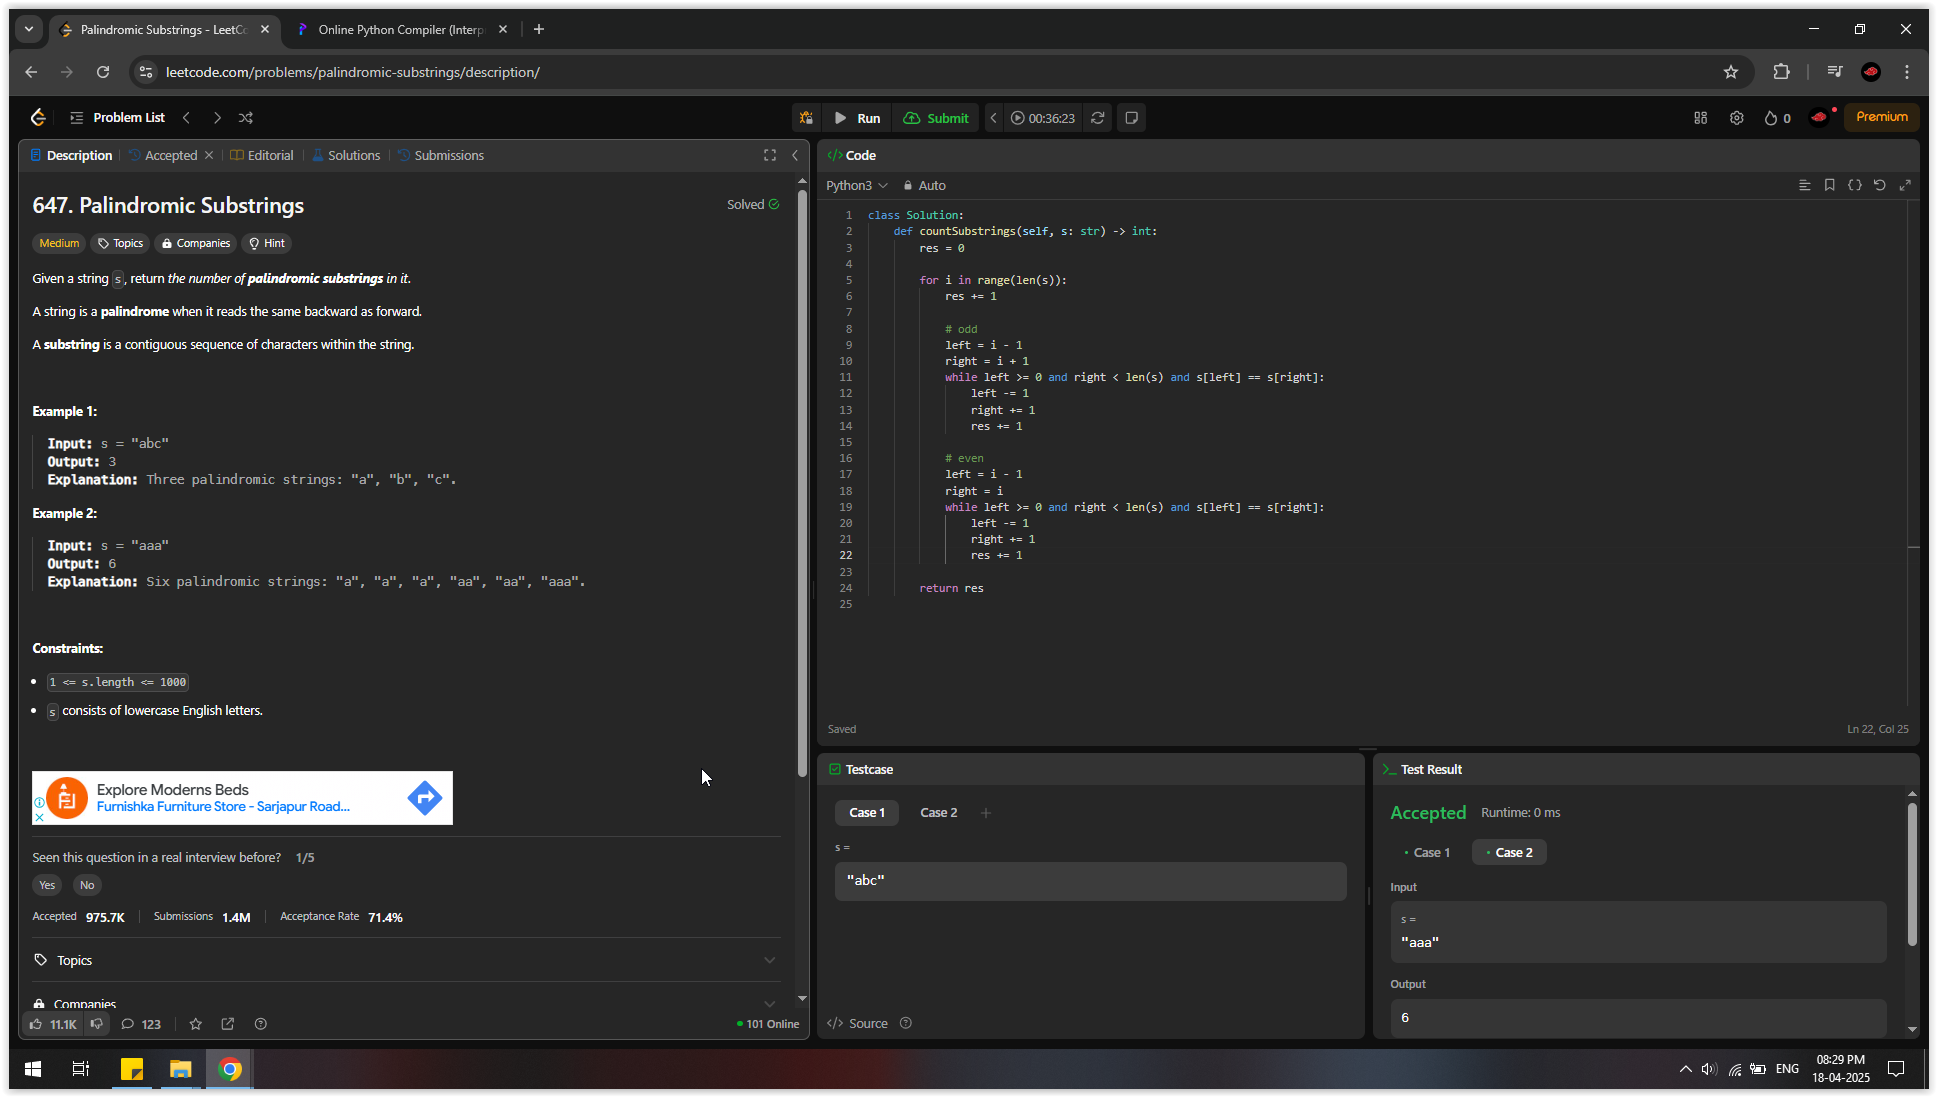 Palindromic Substrings - LeetC
Online Python Compiler (Interp
leetcode.com/problems/palindromic-substrings/description/
Problem List
Run
Submit
00:36:23
0
Premium
Description
Accepted
Editorial
Solutions
Submissions
647. Palindromic Substrings
Solved
Medium
Topics
Companies
Hint
Given a string s, return the number of palindromic substrings in it.
A string is a palindrome when it reads the same backward as forward.
A substring is a contiguous sequence of characters within the string.
Example 1:
Input: s = "abc"
Output: 3
Explanation: Three palindromic strings: "a", "b", "c".
Example 2:
Input: s = "aaa"
Output: 6
Explanation: Six palindromic strings: "a", "a", "a", "aa", "aa", "aaa".
Constraints:
1 <= s.length <= 1000
s consists of lowercase English letters.
Explore Moderns Beds
Furnishka Furniture Store - Sarjapur Road...
Seen this question in a real interview before? 1/5
Yes
No
Accepted 975.7K
Submissions 1.4M
Acceptance Rate 71.4%
Topics
Companies
11.1K
123
101 Online
</> Code
Python3
Auto
1 class Solution:
2 def countSubstrings(self, s: str) -> int:
3 res = 0
4
5 for i in range(len(s)):
6 res += 1
7
8 # odd
9 left = i - 1
10 right = i + 1
11 while left >= 0 and right < len(s) and s[left] == s[right]:
12 left -= 1
13 right += 1
14 res += 1
15
16 # even
17 left = i - 1
18 right = i
19 while left >= 0 and right < len(s) and s[left] == s[right]:
20 left -= 1
21 right += 1
22 res += 1
23
24 return res
25
Saved
Ln 22, Col 25
Testcase
Case 1
Case 2
s =
"abc"
</> Source
Test Result
Accepted
Runtime: 0 ms
Case 1
Case 2
Input
s =
"aaa"
Output
6
ENG
08:29 PM
18-04-2025